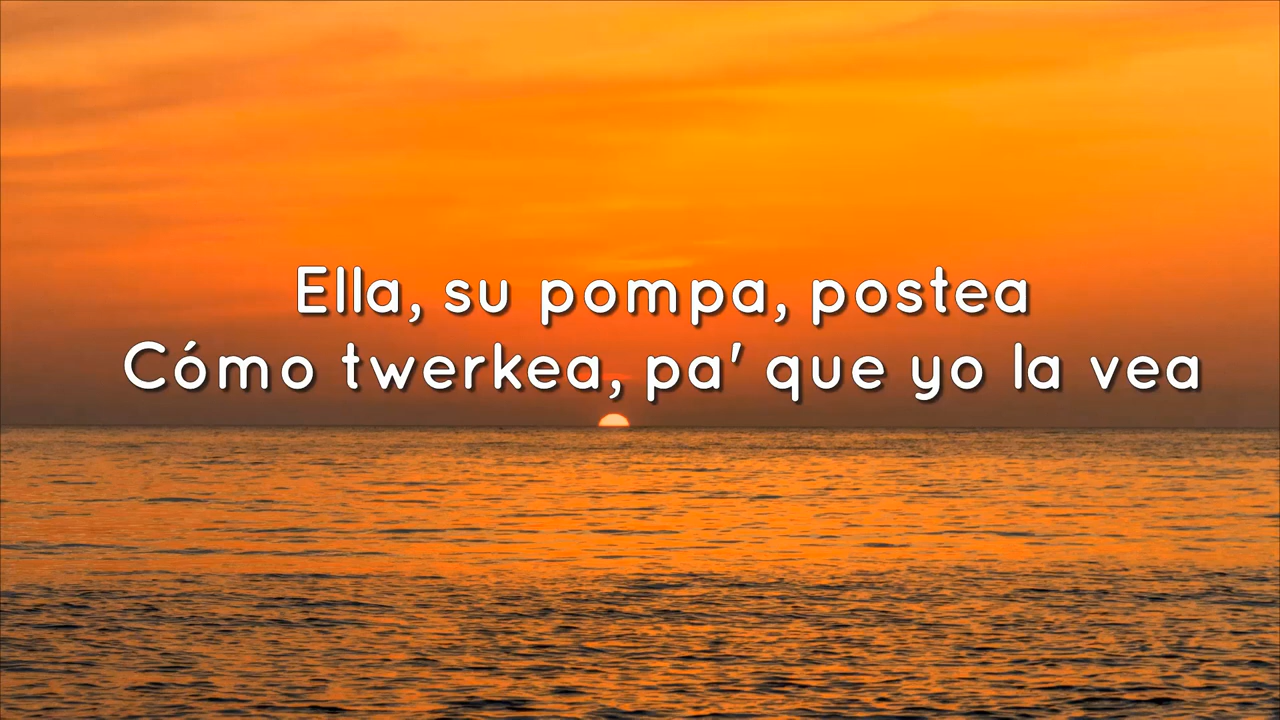 Ella, su pompa, postea
Cómo twerkea, pa' que yo la vea